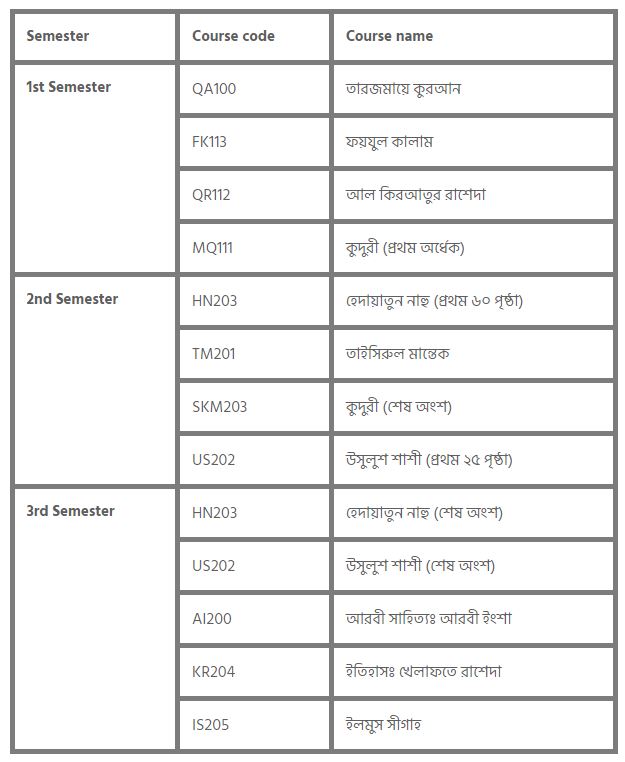 Semester Course code Course name
1st Semester QA100 তারজমায়ে কুরআন
FK113 ফয়যুল কালাম
QR112 আল কিরআতুর রাশেদা
MQ111 কুদুরী (প্রথম অর্ধেক)
2nd Semester HN203 হেদায়াতুন নাহু (প্রথম ৬০ পৃষ্ঠা)
TM201 তাইসিরুল মান্তেক
SKM203 কুদুরী (শেষ অংশ)
US202 উসুলুশ শাশী (প্রথম ২৫ পৃষ্ঠা)
3rd Semester HN203 হেদায়াতুন নাহু (শেষ অংশ)
US202 উসুলুশ শাশী (শেষ অংশ)
AI200 আরবী সাহিত্যঃ আরবী ইংশা
KR204 ইতিহাসঃ খেলাফতে রাশেদা
IS205 ইলমুস সীগাহ